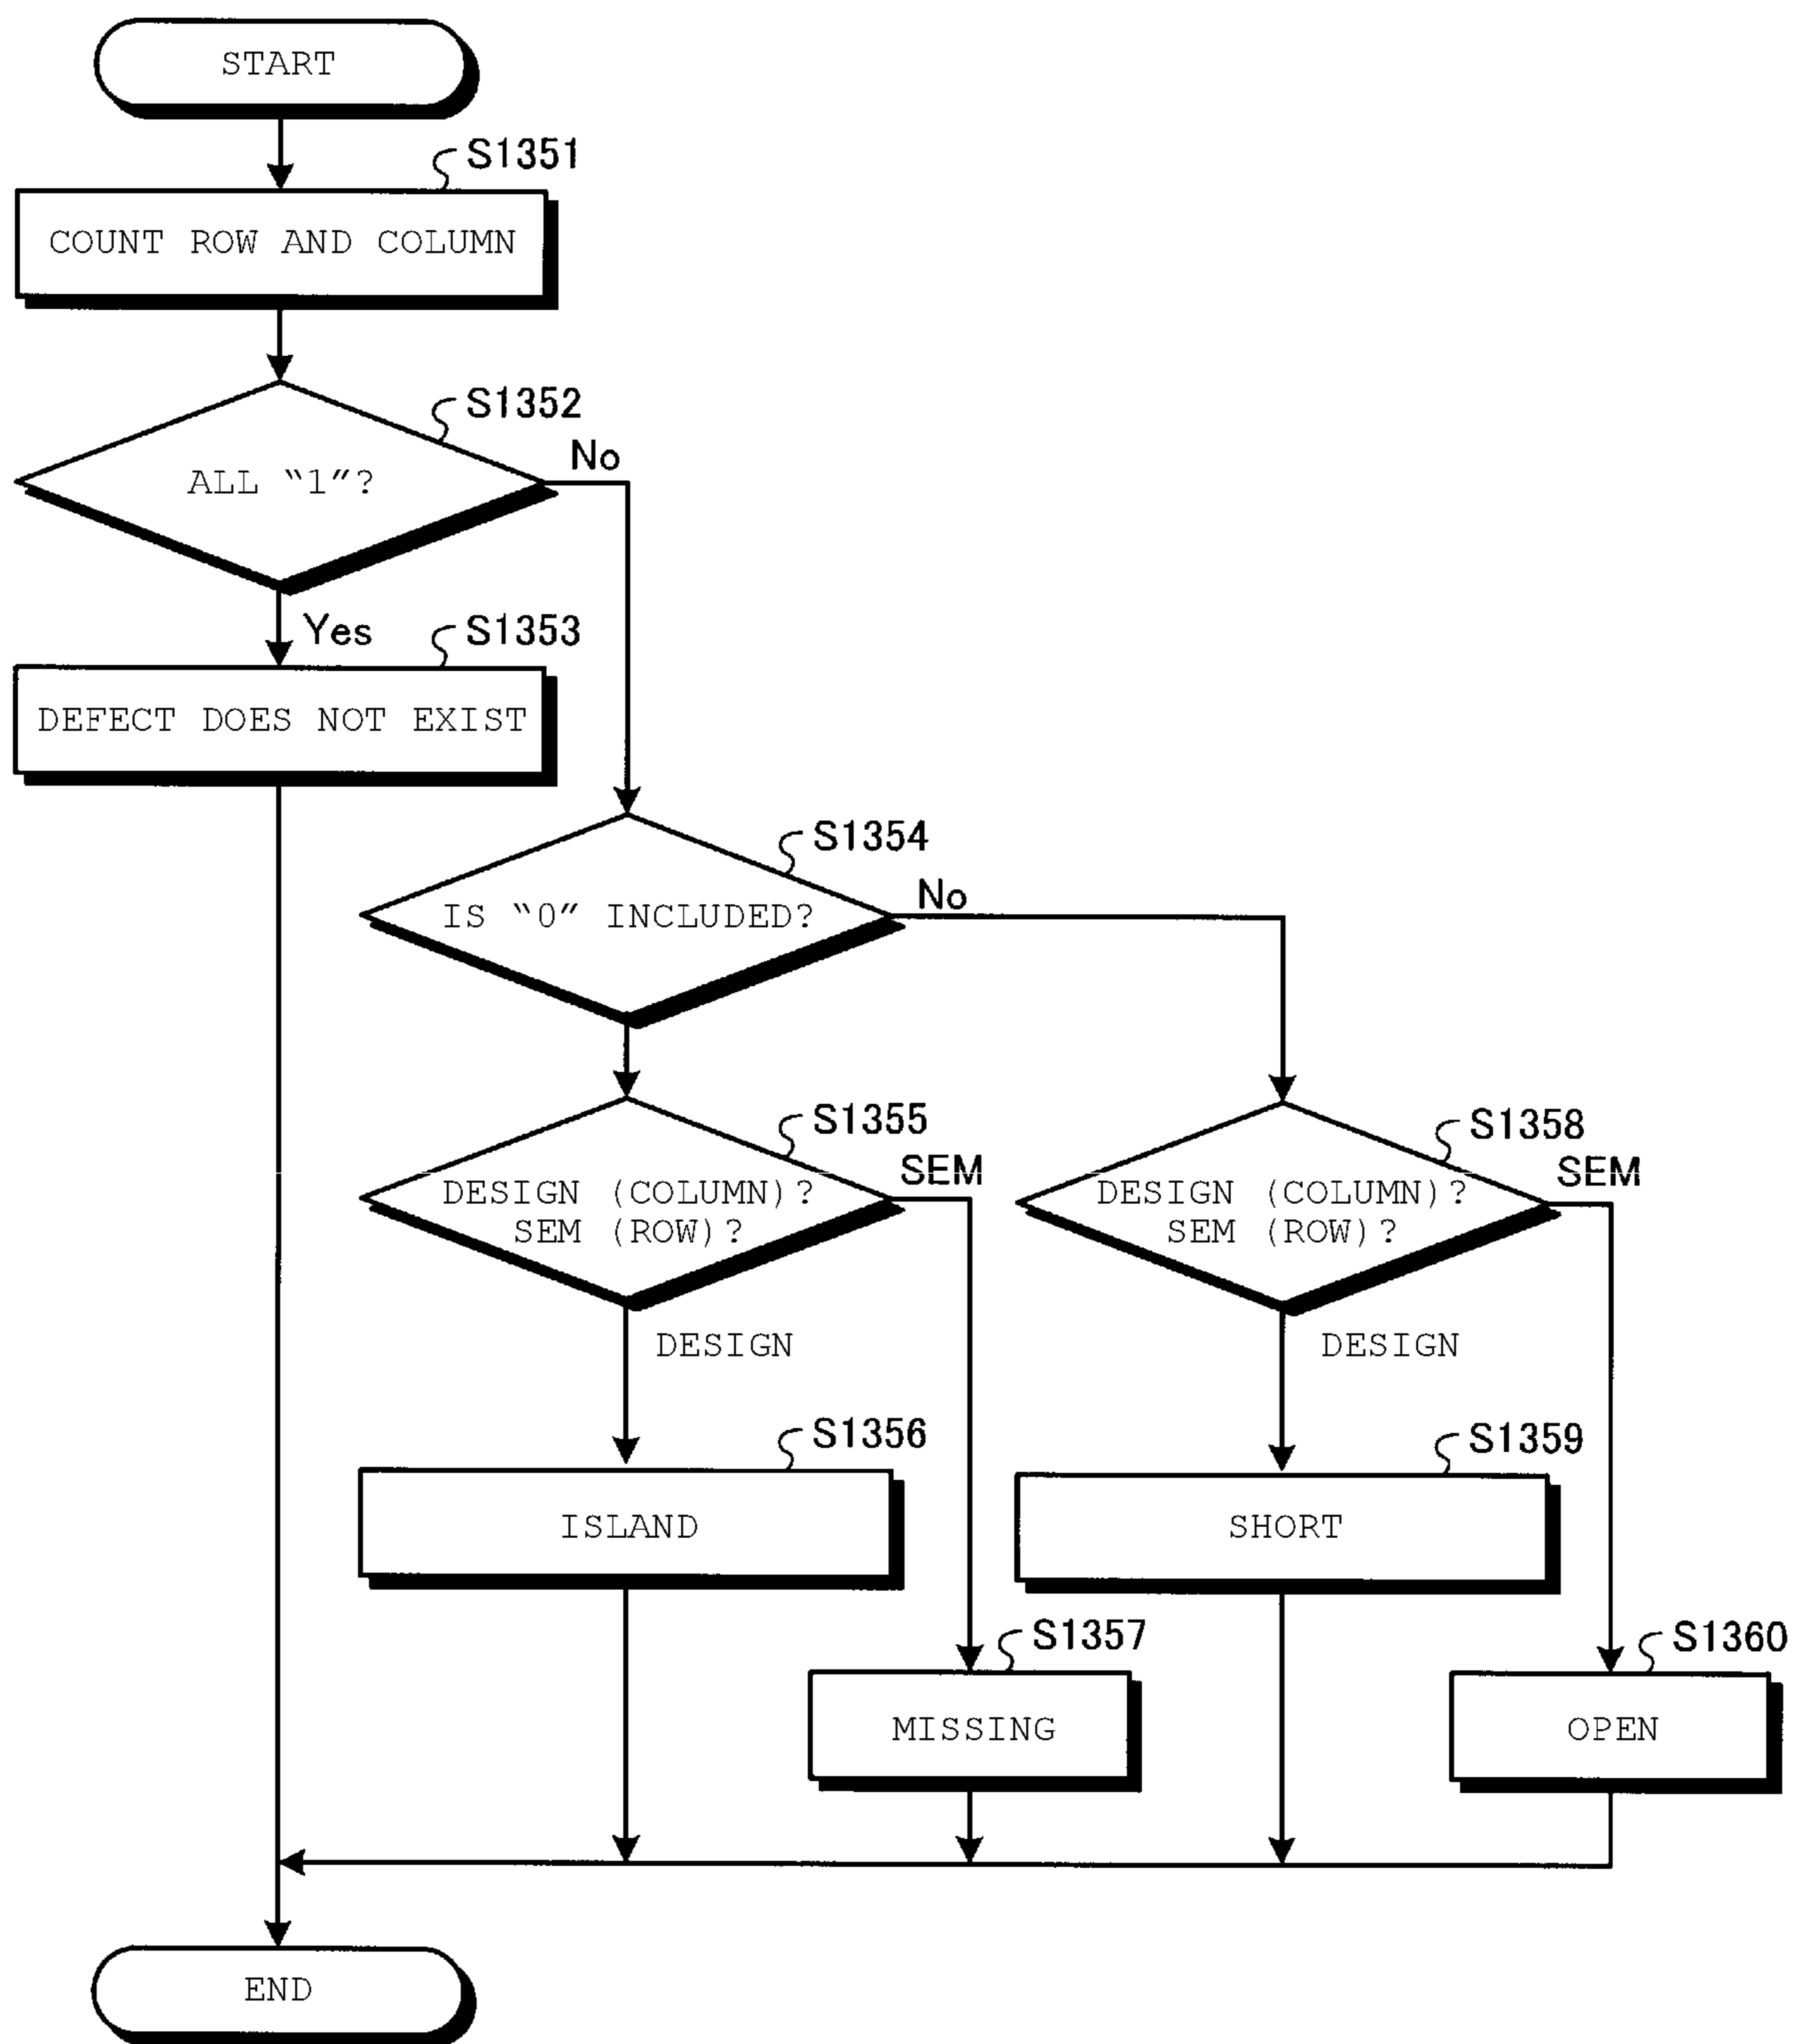 START
S1351
COUNT ROW AND COLUMN
S1352
ALL “1”?
No
Yes
S1353
DEFECT DOES NOT EXIST
S1354
IS “0” INCLUDED?
No
S1355
DESIGN (COLUMN)?
SEM (ROW)?
SEM
DESIGN
S1358
DESIGN (COLUMN)?
SEM (ROW)?
SEM
DESIGN
S1356
ISLAND
S1359
SHORT
S1357
MISSING
S1360
OPEN
END